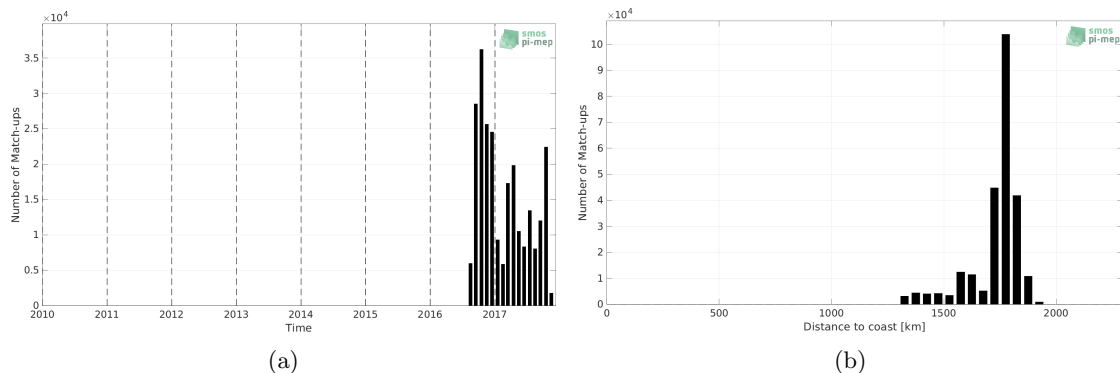 ×10⁴
smos
pi-mep
3.5
3
2.5
2
1.5
1
0.5
0
Number of Match-ups
2010 2011 2012 2013 2014 2015 2016 2017
Time
(a)
×10⁴
smos
pi-mep
10
9
8
7
6
5
4
3
2
1
0
Number of Match-ups
0 500 1000 1500 2000
Distance to coast [km]
(b)